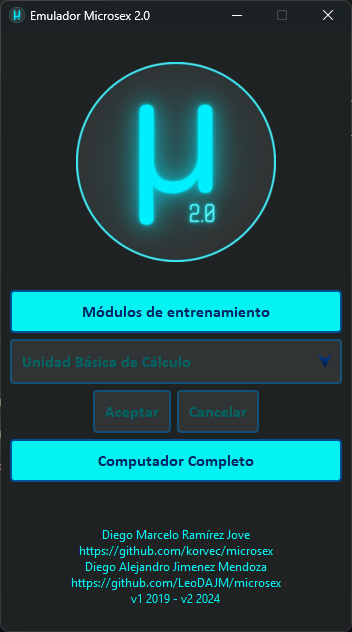 μ Emulador Microsex 2.0
μ
2.0
Módulos de entrenamiento
Unidad Básica de Cálculo
Aceptar Cancelar
Computador Completo
Diego Marcelo Ramírez Jove
https://github.com/korvec/microsex
Diego Alejandro Jimenez Mendoza
https://github.com/LeoDAJM/microsex
v1 2019 - v2 2024